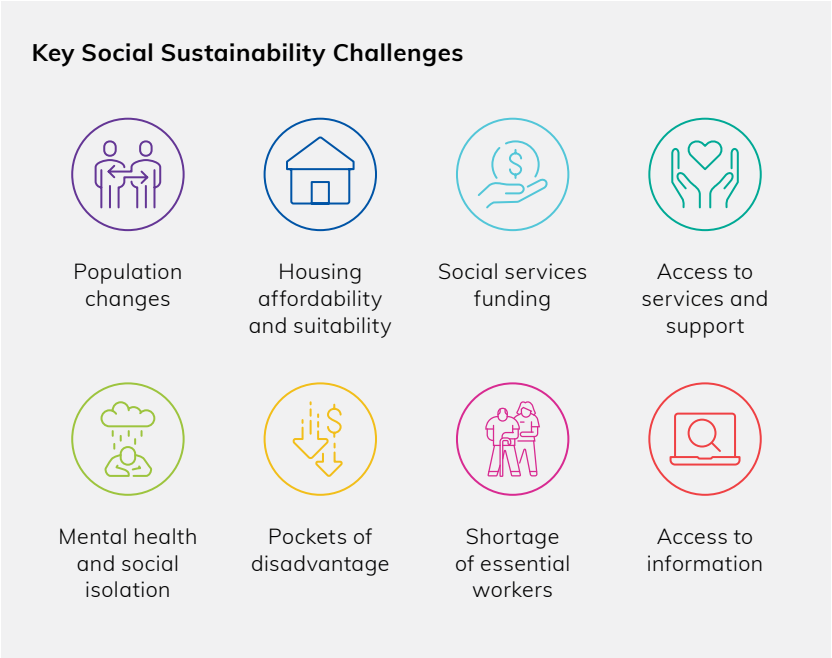 Key Social Sustainability Challenges
Population
changes
Housing
affordability
and suitability
$
Social services
funding
Access to
services and
support
Mental health
and social
isolation
$
Pockets of
disadvantage
Shortage
of essential
workers
Access to
information